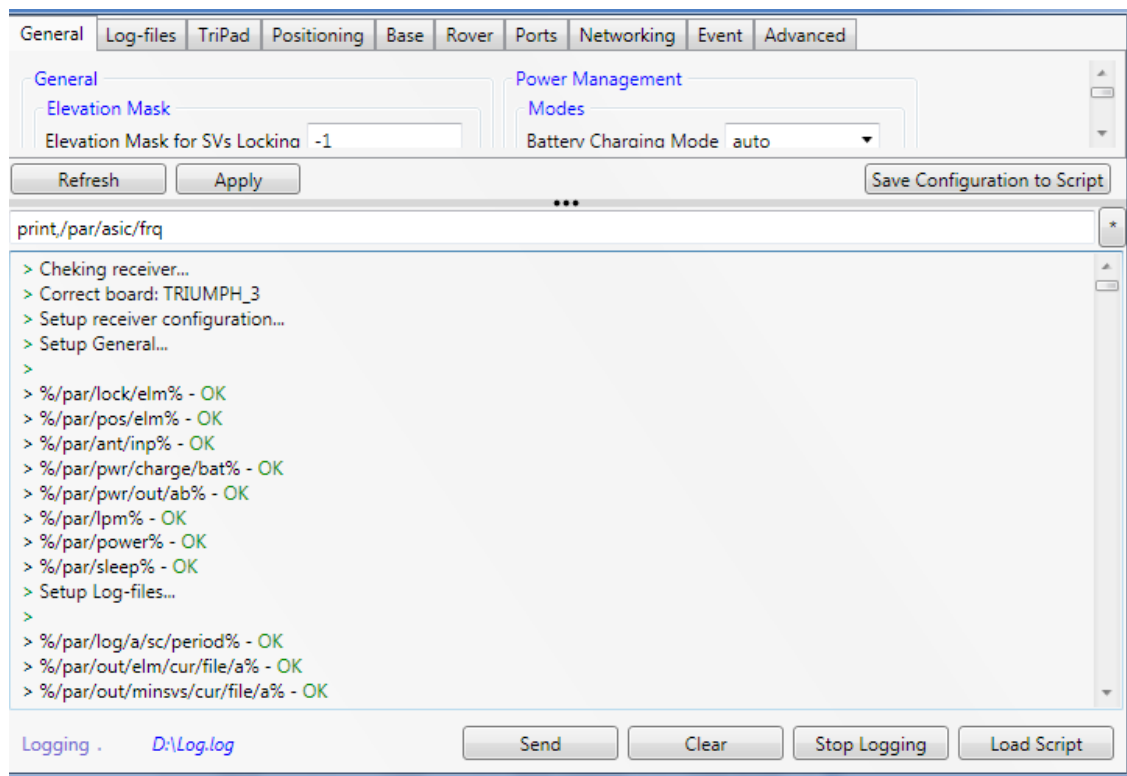 General Log-files TriPad Positioning Base Rover Ports Networking Event Advanced
General
Elevation Mask
Elevation Mask for SVs Locking -1
Power Management
Modes
Battery Charging Mode auto
Refresh Apply Save Configuration to Script
print,/par/asic/frq *
> Cheking receiver...
> Correct board: TRIUMPH_3
> Setup receiver configuration...
> Setup General...
>
> %/par/lock/elm% - OK
> %/par/pos/elm% - OK
> %/par/ant/inp% - OK
> %/par/pwr/charge/bat% - OK
> %/par/pwr/out/ab% - OK
> %/par/lpm% - OK
> %/par/power% - OK
> %/par/sleep% - OK
> Setup Log-files...
>
> %/par/log/a/sc/period% - OK
> %/par/out/elm/cur/file/a% - OK
> %/par/out/minsvs/cur/file/a% - OK
Logging . D:\Log.log Send Clear Stop Logging Load Script